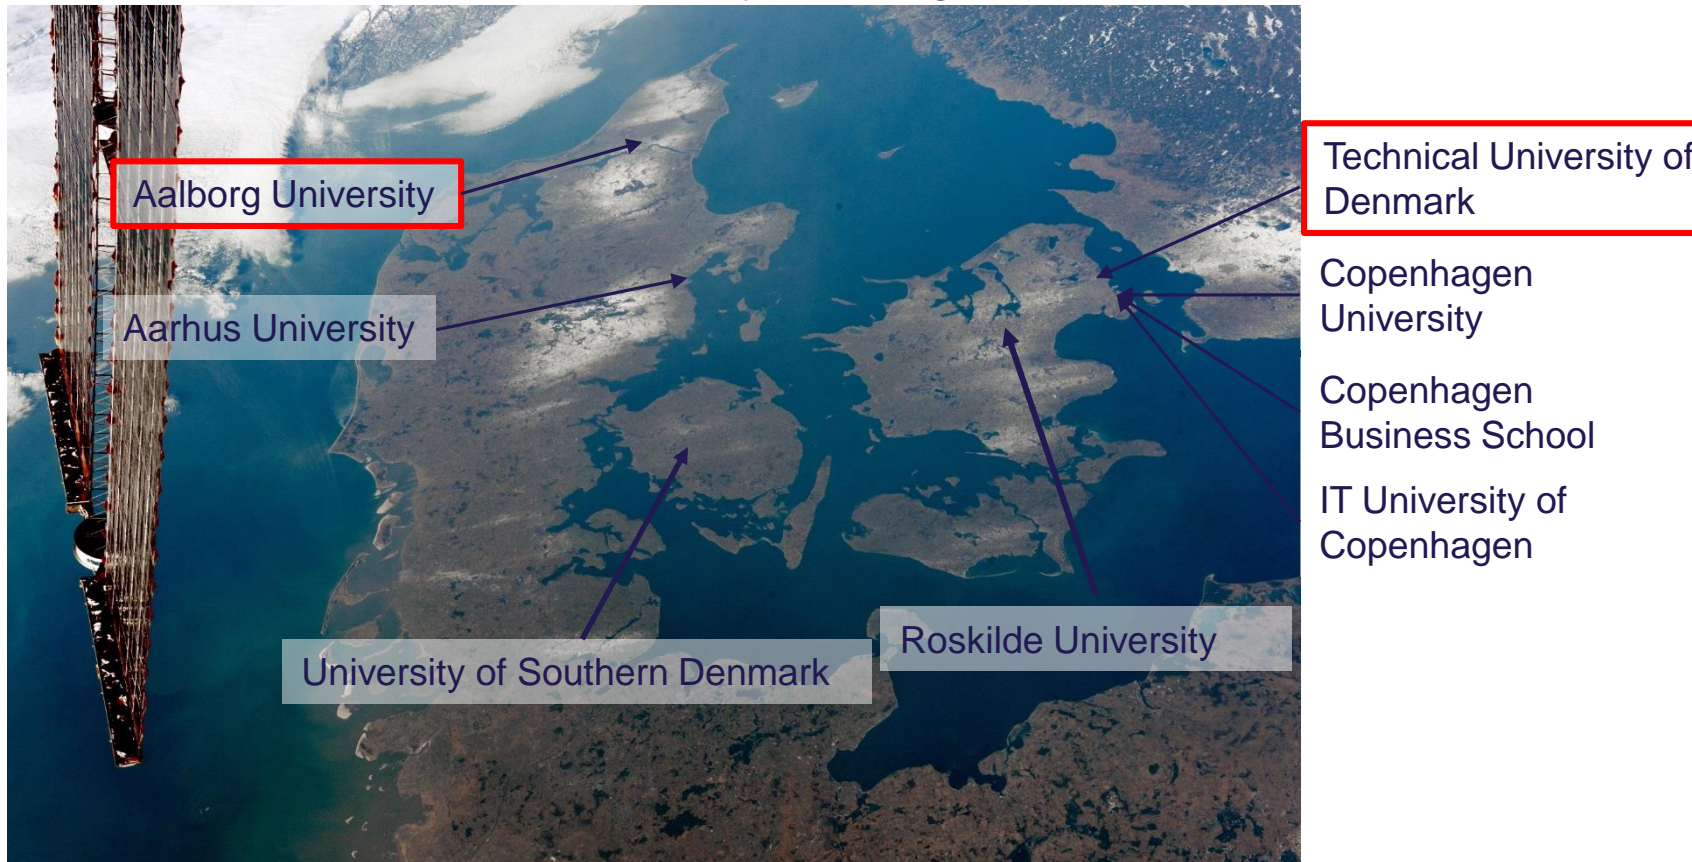 Aalborg University
Aarhus University
University of Southern Denmark
Roskilde University
Technical University of
Denmark
Copenhagen
University
Copenhagen
Business School
IT University of
Copenhagen